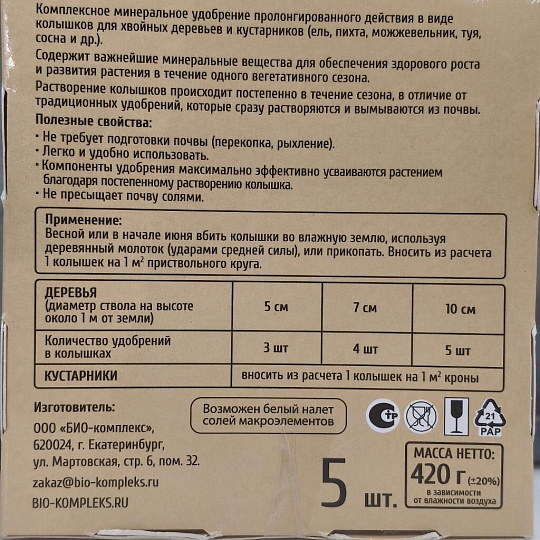 Комплексное минеральное удобрение пролонгированного действия в виде
колышков для хвойных деревьев и кустарников (ель, пихта, можжевельник, туя,
сосна и др.).
Содержит важнейшие минеральные вещества для обеспечения здорового роста
и развития растения в течение одного вегетативного сезона.
Растворение колышков происходит постепенно в течение сезона, в отличие от
традиционных удобрений, которые сразу растворяются и вымываются из почвы.
Полезные свойства:
• Не требует подготовки почвы (перекопка, рыхление).
• Легко и удобно использовать.
• Компоненты удобрения максимально эффективно усваиваются растением
благодаря постепенному растворению колышка.
• Не пресыщает почву солями.
Применение:
Весной или в начале июня вбить колышки во влажную землю, используя
деревянный молоток (ударами средней силы), или прикопать. Вносить из расчета
1 колышек на 1 м² приствольного круга.
ДЕРЕВЬЯ
(диаметр ствола на высоте
около 1 м от земли)
5 см
7 см
10 см
Количество удобрений
в колышках
3 шт
4 шт
5 шт
КУСТАРНИКИ
вносить из расчета 1 колышек на 1 м² кроны
Изготовитель:
ООО «БИО-комплекс»,
620024, г. Екатеринбург,
ул. Мартовская, стр. 6, пом. 32.
zakaz@bio-kompleks.ru
BIO-KOMPLEKS.RU
Возможен белый налет
солей макроэлементов
СТР
21
PAP
5 шт.
МАССА НЕТТО:
420 г (±20%)
в зависимости
от влажности воздуха